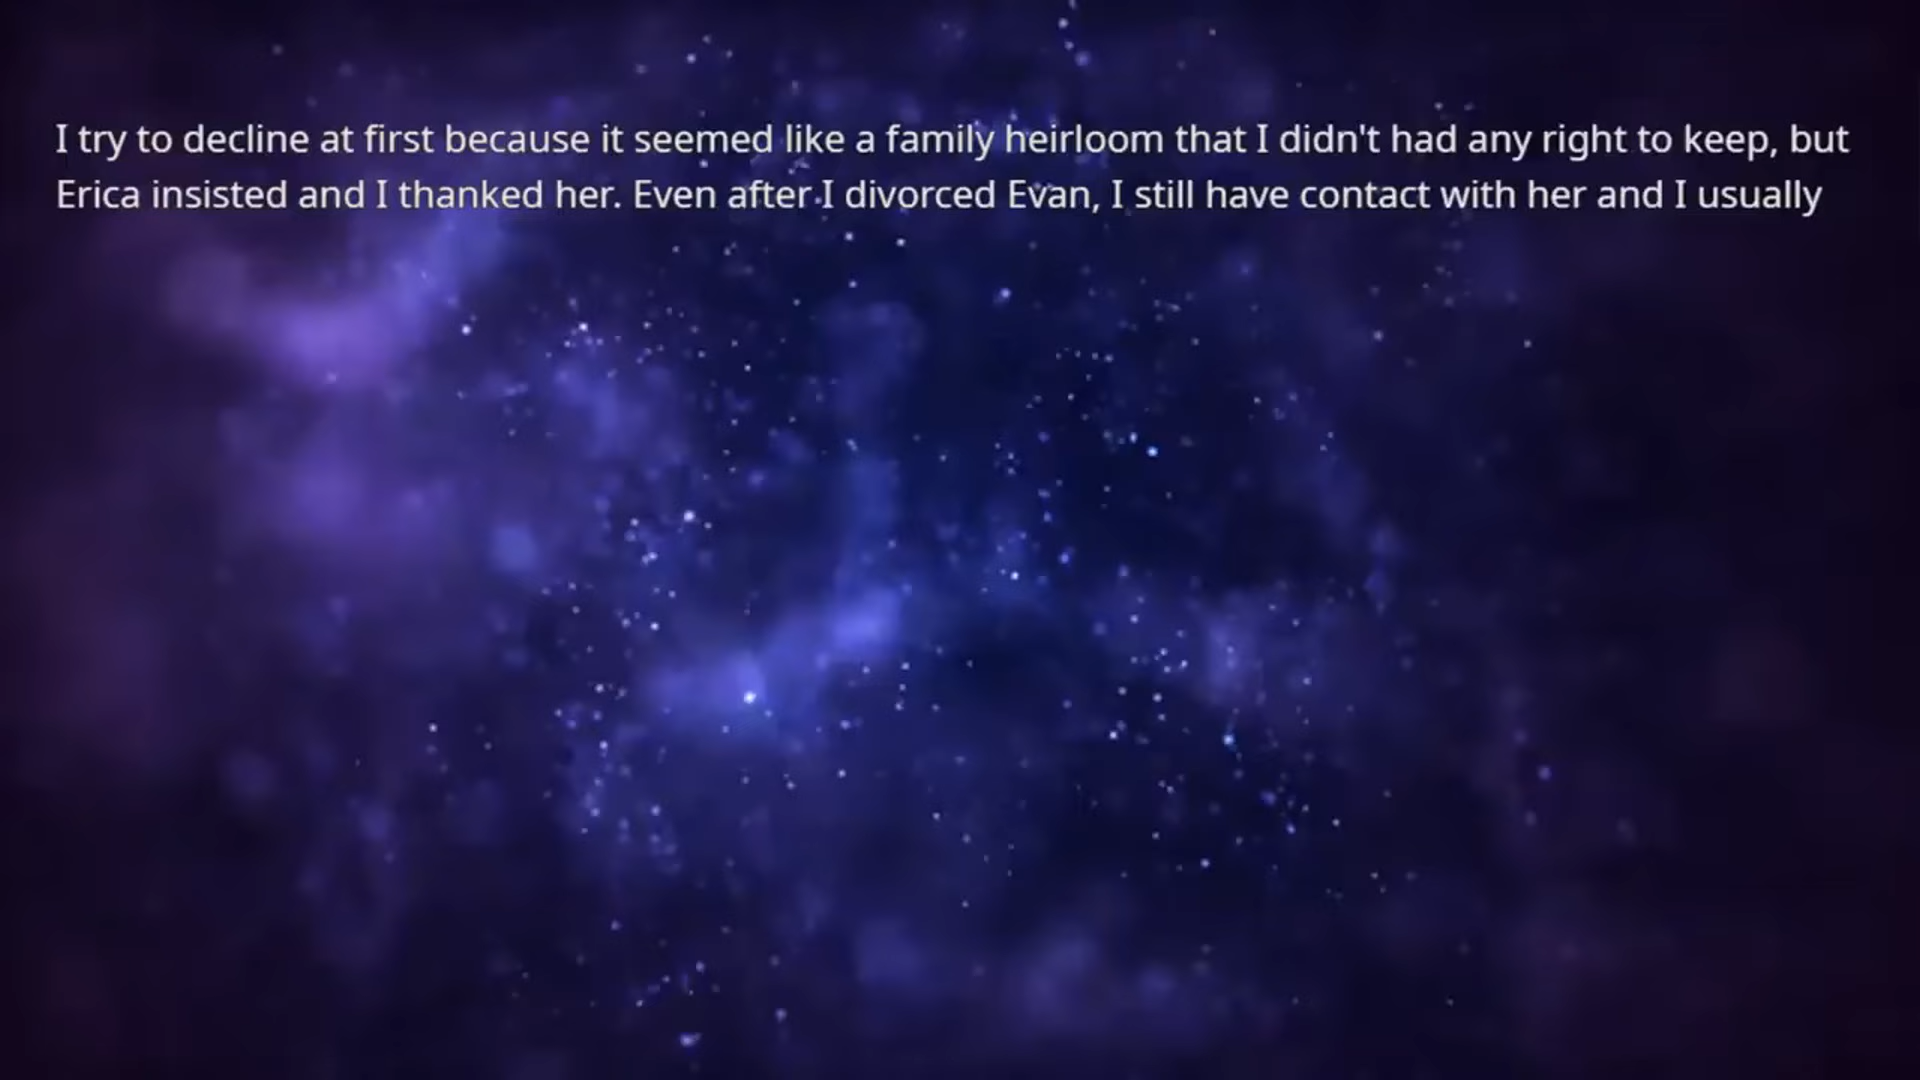 I try to decline at first because it seemed like a family heirloom that I didn't had any right to keep, but
Erica insisted and I thanked her. Even after I divorced Evan, I still have contact with her and I usually